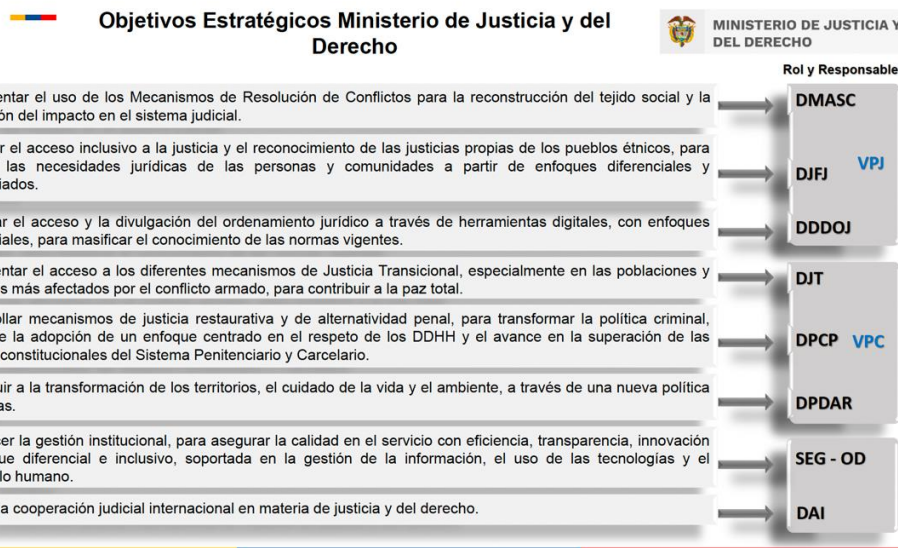 Objetivos Estratégicos Ministerio de Justicia y del
Derecho
MINISTERIO DE JUSTICIA Y
DEL DERECHO
Rol y Responsable
entar el uso de los Mecanismos de Resolución de Conflictos para la reconstrucción del tejido social y la
ón del impacto en el sistema judicial.
DMASC
r el acceso inclusivo a la justicia y el reconocimiento de las justicias propias de los pueblos étnicos, para
las necesidades jurídicas de las personas y comunidades a partir de enfoques diferenciales y
iados.
DJFJ
VPJ
ar el acceso y la divulgación del ordenamiento jurídico a través de herramientas digitales, con enfoques
iales, para masificar el conocimiento de las normas vigentes.
DDDOJ
entar el acceso a los diferentes mecanismos de Justicia Transicional, especialmente en las poblaciones y
s más afectados por el conflicto armado, para contribuir a la paz total.
DJT
llar mecanismos de justicia restaurativa y de alternatividad penal, para transformar la política criminal,
e la adopción de un enfoque centrado en el respeto de los DDHH y el avance en la superación de las
constitucionales del Sistema Penitenciario y Carcelario.
DPCP
VPC
uir a la transformación de los territorios, el cuidado de la vida y el ambiente, a través de una nueva política
as.
DPDAR
cer la gestión institucional, para asegurar la calidad en el servicio con eficiencia, transparencia, innovación
ue diferencial e inclusivo, soportada en la gestión de la información, el uso de las tecnologías y el
lo humano.
SEG - OD
a cooperación judicial internacional en materia de justicia y del derecho.
DAI